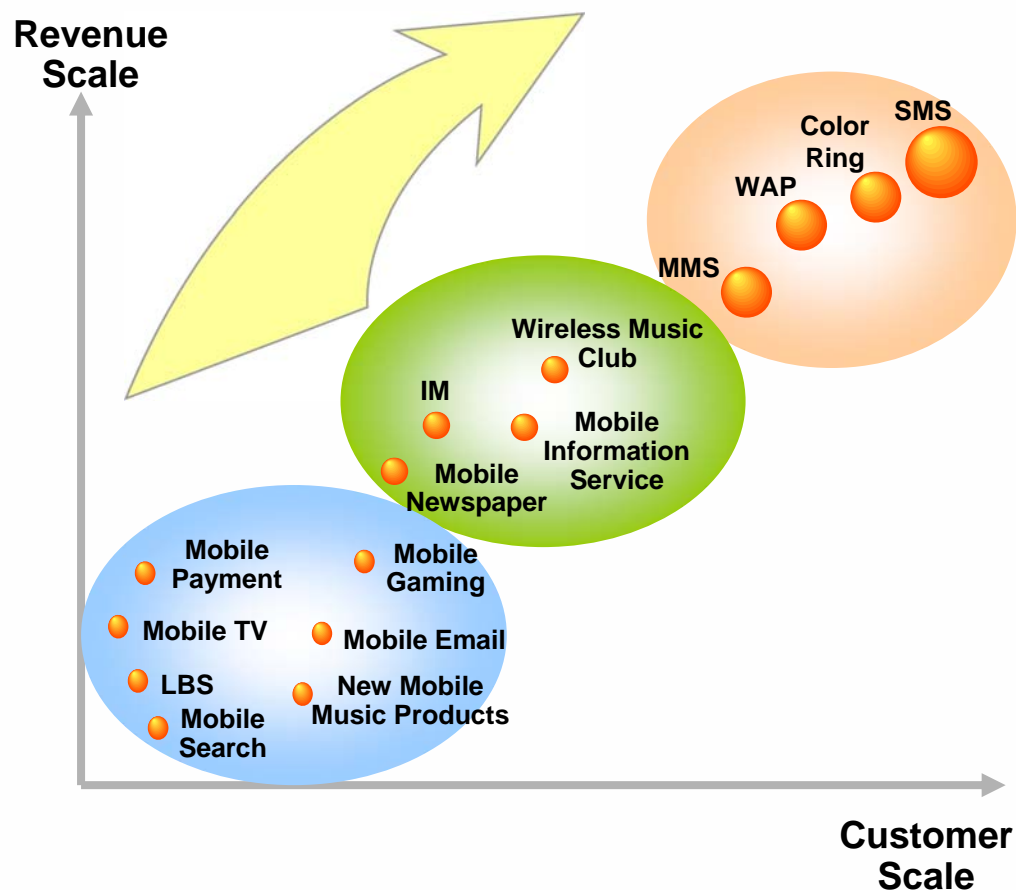 Revenue
Scale
SMS
Color
Ring
WAP
MMS
Wireless Music
Club
IM
Mobile
Information
Service
Mobile
Newspaper
Mobile
Payment
Mobile
Gaming
Mobile TV
Mobile Email
LBS
New Mobile
Music Products
Mobile
Search
Customer
Scale